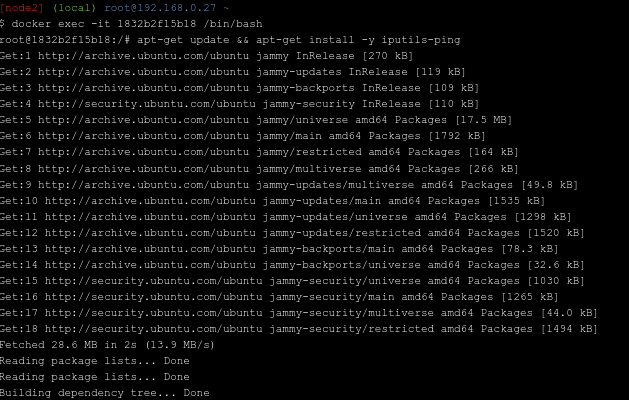 [node2] (local) root@192.168.0.27 ~
$ docker exec -it 1832b2f15b18 /bin/bash
root@1832b2f15b18:/# apt-get update && apt-get install -y iputils-ping
Get:1 http://archive.ubuntu.com/ubuntu jammy InRelease [270 kB]
Get:2 http://archive.ubuntu.com/ubuntu jammy-updates InRelease [119 kB]
Get:3 http://archive.ubuntu.com/ubuntu jammy-backports InRelease [109 kB]
Get:4 http://security.ubuntu.com/ubuntu jammy-security InRelease [110 kB]
Get:5 http://archive.ubuntu.com/ubuntu jammy/universe amd64 Packages [17.5 MB]
Get:6 http://archive.ubuntu.com/ubuntu jammy/main amd64 Packages [1792 kB]
Get:7 http://archive.ubuntu.com/ubuntu jammy/restricted amd64 Packages [164 kB]
Get:8 http://archive.ubuntu.com/ubuntu jammy/multiverse amd64 Packages [266 kB]
Get:9 http://archive.ubuntu.com/ubuntu jammy-updates/multiverse amd64 Packages [49.8 kB]
Get:10 http://archive.ubuntu.com/ubuntu jammy-updates/main amd64 Packages [1535 kB]
Get:11 http://archive.ubuntu.com/ubuntu jammy-updates/universe amd64 Packages [1298 kB]
Get:12 http://archive.ubuntu.com/ubuntu jammy-updates/restricted amd64 Packages [1520 kB]
Get:13 http://archive.ubuntu.com/ubuntu jammy-backports/main amd64 Packages [78.3 kB]
Get:14 http://archive.ubuntu.com/ubuntu jammy-backports/universe amd64 Packages [32.6 kB]
Get:15 http://security.ubuntu.com/ubuntu jammy-security/universe amd64 Packages [1030 kB]
Get:16 http://security.ubuntu.com/ubuntu jammy-security/main amd64 Packages [1265 kB]
Get:17 http://security.ubuntu.com/ubuntu jammy-security/multiverse amd64 Packages [44.0 kB]
Get:18 http://security.ubuntu.com/ubuntu jammy-security/restricted amd64 Packages [1494 kB]
Fetched 28.6 MB in 2s (13.9 MB/s)
Reading package lists... Done
Reading package lists... Done
Building dependency tree... Done